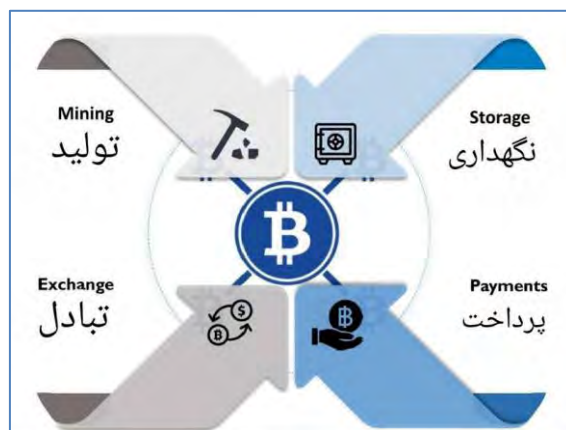 Mining
تولید
Storage
نگهداری
Exchange
تبادل
Payments
پرداخت